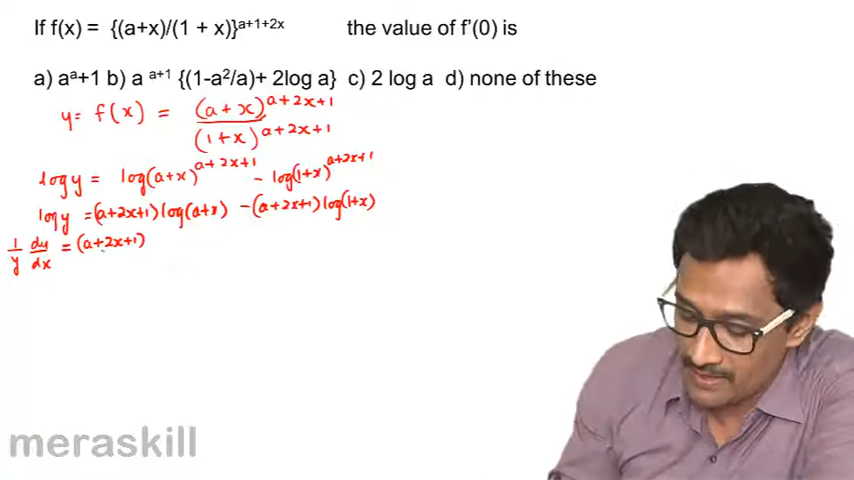 If f(x) = {(a+x)/(1 + x)}^a+1+2x the value of f'(0) is
a) a^a+1 b) a ^a+1 {(1-a²/a)+ 2log a} c) 2 log a d) none of these
y= f(x) = (a+x)^a+2x+1 / (1+x)^a+2x+1
log y = log(a+x)^a+2x+1 - log(1+x)^a+2x+1
log y = (a+2x+1) log(a+x) - (a+2x+1) log(1+x)
1/y dy/dx = (a+2x+1)
meraskill